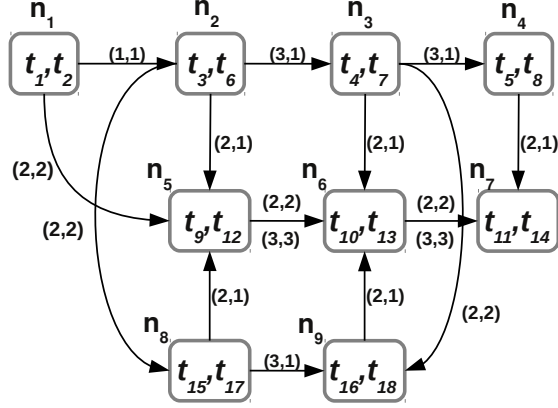 n1 n2 n3 n4
t1,t2 (1,1) t3,t6 (3,1) t4,t7 (3,1) t5,t8
(2,1) (2,1) (2,1)
(2,2) n5 n6 n7
(2,2) (2,2)
t9,t12 t10,t13 t11,t14
(2,2) (3,3) (3,3)
(2,1) (2,1) (2,2)
n8 n9
t15,t17 (3,1) t16,t18